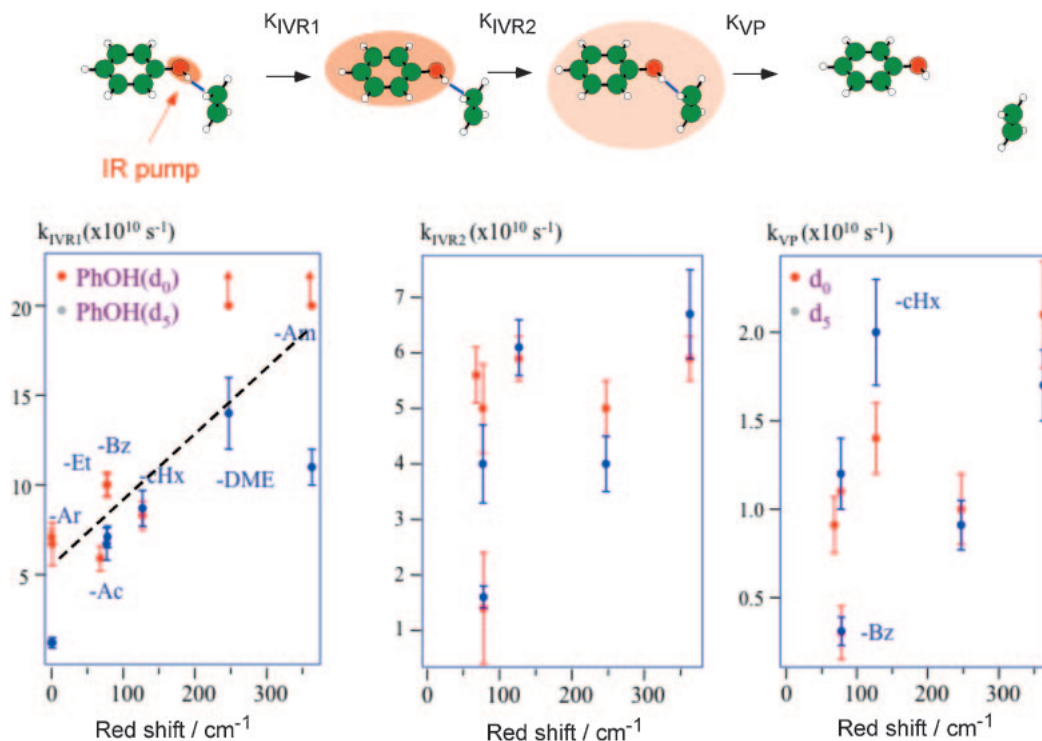 K_IVR1 K_IVR2 K_VP
IR pump
k_IVR1 (x10^10 s^-1)
PhOH(d_0)
PhOH(d_5)
-Am
-Bz
-Et
-cHx
-DME
-Ar
-Ac
20
15
10
5
0 100 200 300
Red shift / cm^-1
k_IVR2 (x10^10 s^-1)
7
6
5
4
3
2
1
0 100 200 300
Red shift / cm^-1
k_VP (x10^10 s^-1)
d_0
d_5
-cHx
-Bz
2.0
1.5
1.0
0.5
0 100 200 300
Red shift / cm^-1